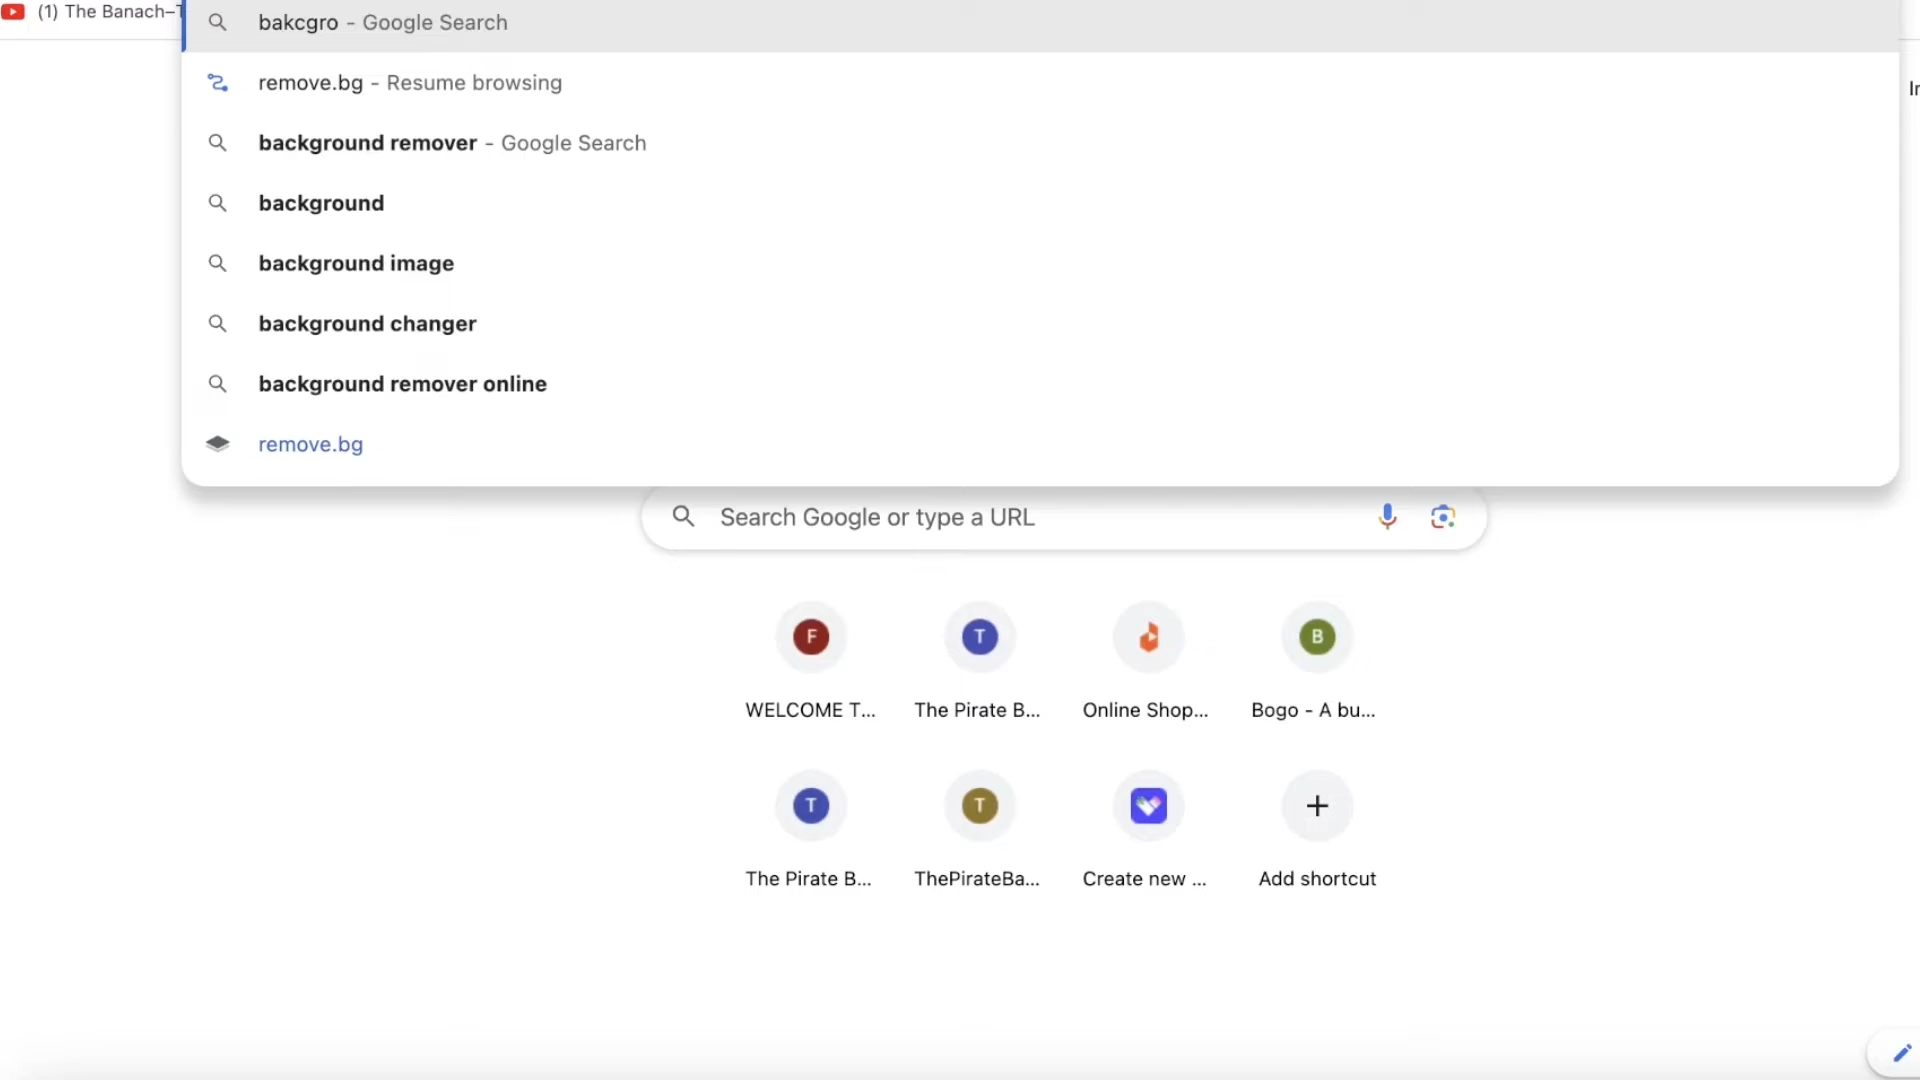 (1) The Banach–T
bakcgro - Google Search
remove.bg - Resume browsing
background remover - Google Search
background
background image
background changer
background remover online
remove.bg
Search Google or type a URL
F
T
B
WELCOME T...
The Pirate B...
Online Shop...
Bogo - A bu...
T
T
The Pirate B...
ThePirateBa...
Create new ...
Add shortcut